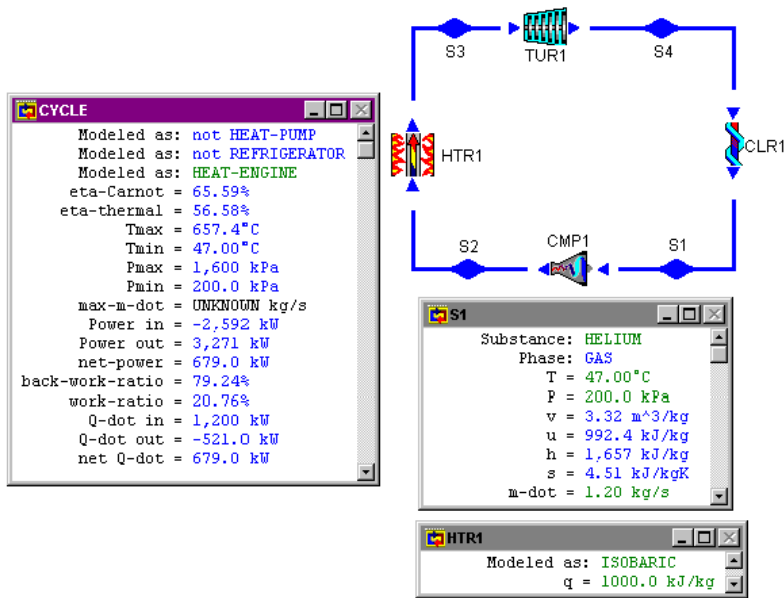 S3
TUR1
S4
HTR1
CLR1
S2
CMP1
S1
CYCLE
Modeled as: not HEAT-PUMP
Modeled as: not REFRIGERATOR
Modeled as: HEAT-ENGINE
eta-Carnot = 65.59%
eta-thermal = 56.58%
Tmax = 657.4°C
Tmin = 47.00°C
Pmax = 1,600 kPa
Pmin = 200.0 kPa
max-m-dot = UNKNOWN kg/s
Power in = -2,592 kW
Power out = 3,271 kW
net-power = 679.0 kW
back-work-ratio = 79.24%
work-ratio = 20.76%
Q-dot in = 1,200 kW
Q-dot out = -521.0 kW
net Q-dot = 679.0 kW
S1
Substance: HELIUM
Phase: GAS
T = 47.00°C
P = 200.0 kPa
v = 3.32 m^3/kg
u = 992.4 kJ/kg
h = 1,657 kJ/kg
s = 4.51 kJ/kgK
m-dot = 1.20 kg/s
HTR1
Modeled as: ISOBARIC
q = 1000.0 kJ/kg